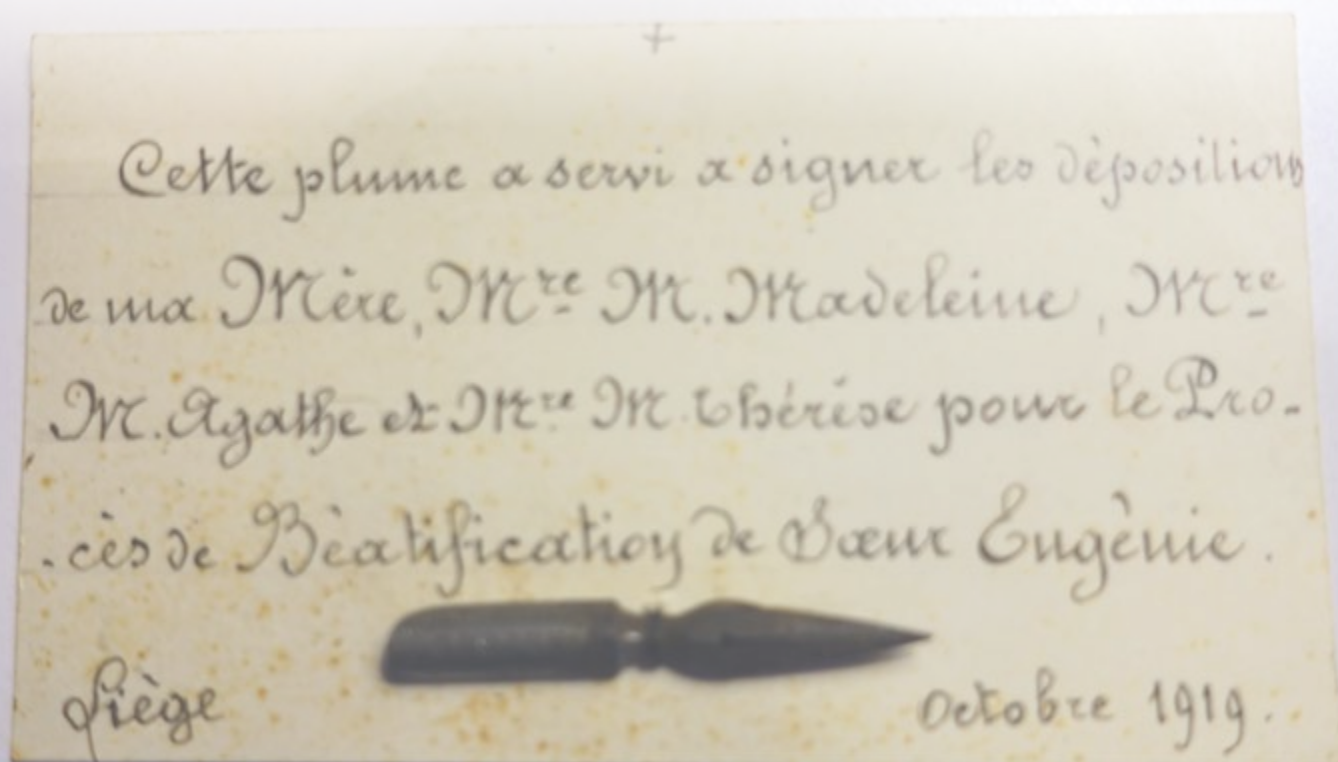 +
Cette plume a servi a signer les dépositions
de ma Mère, Mre M. Madeleine, Mre
M. Agathe et Mre M. Thérèse pour le Pro-
.cès de Béatification de Sœur Eugénie.
Liège
Octobre 1919.